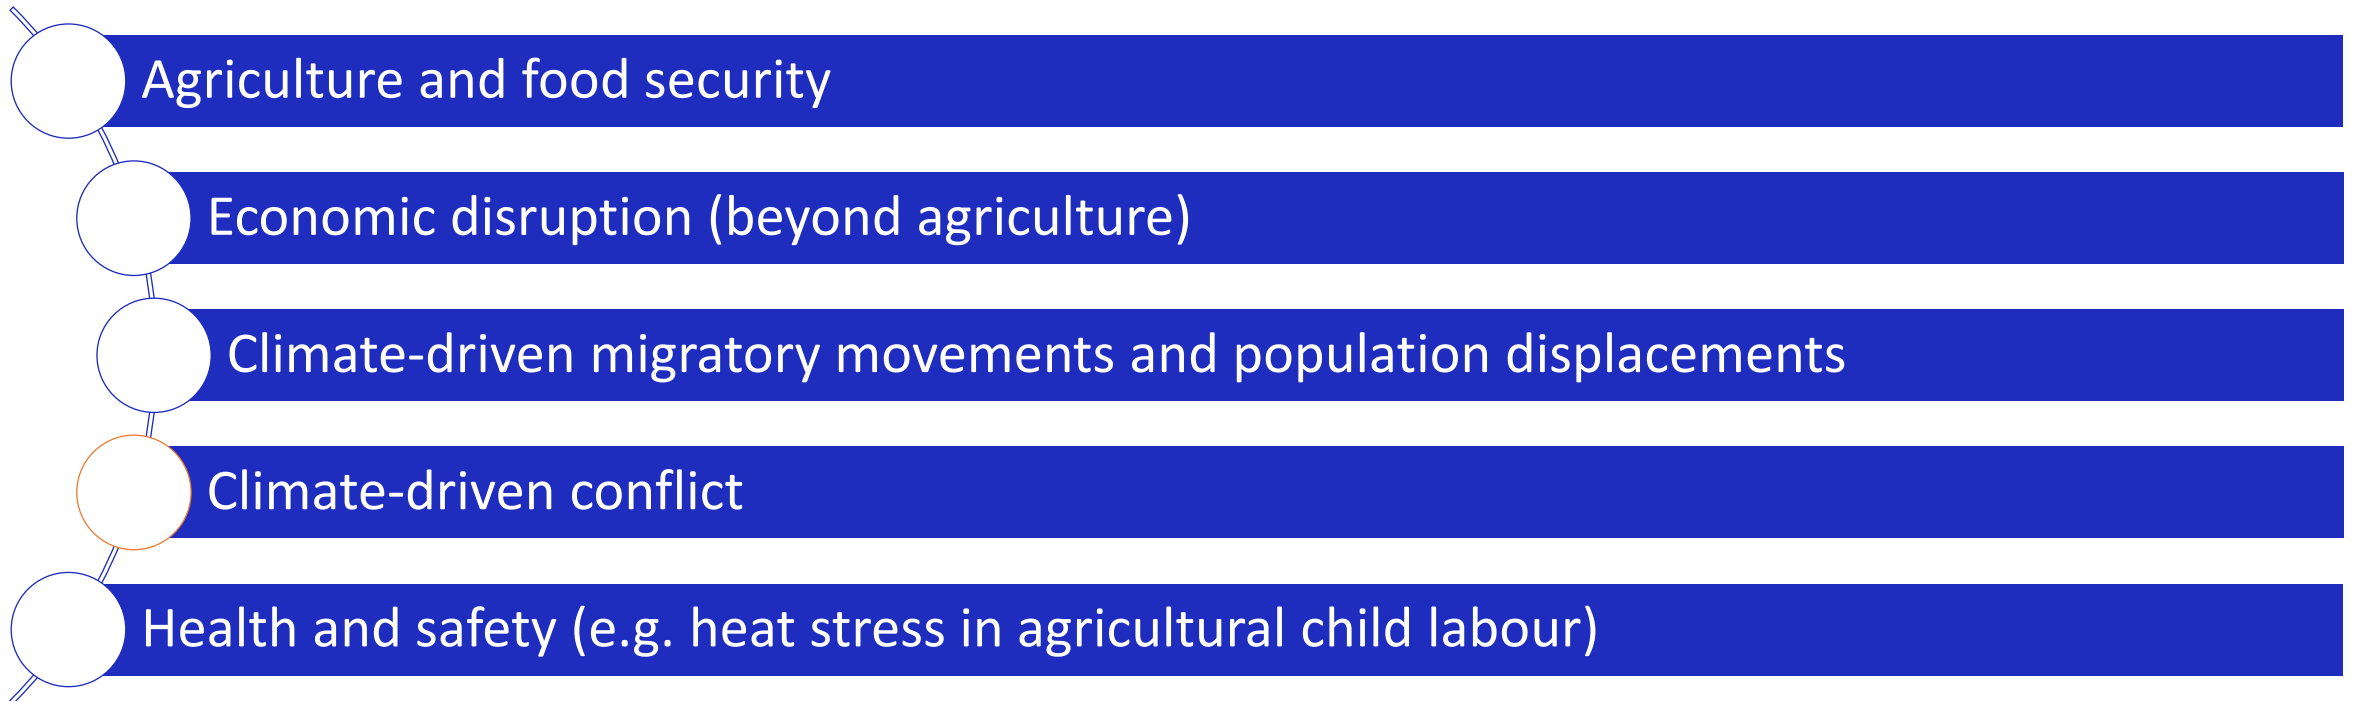 Agriculture and food security
Economic disruption (beyond agriculture)
Climate-driven migratory movements and population displacements
Climate-driven conflict
Health and safety (e.g. heat stress in agricultural child labour)